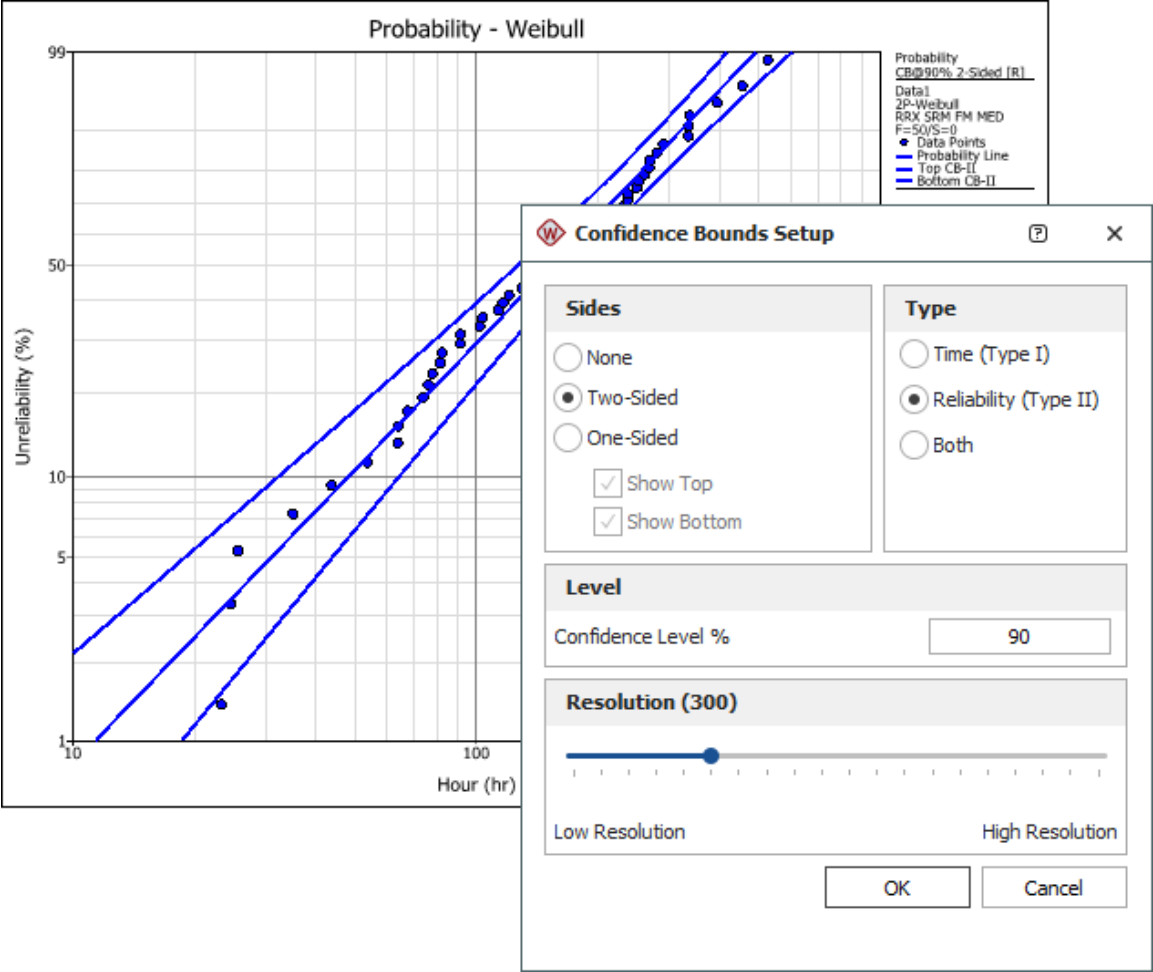 Probability - Weibull
99
50
10
5
1
10
100
Unreliability (%)
Hour (hr)
Probability
CB@90% 2-Sided [R]
Data1
2P-Weibull
RRX SRM FM MED
F=50/S=0
Data Points
Probability Line
Top CB-II
Bottom CB-II
W
Confidence Bounds Setup
?
Sides
None
Two-Sided
One-Sided
Show Top
Show Bottom
Type
Time (Type I)
Reliability (Type II)
Both
Level
Confidence Level % 90
Resolution (300)
Low Resolution High Resolution
OK Cancel